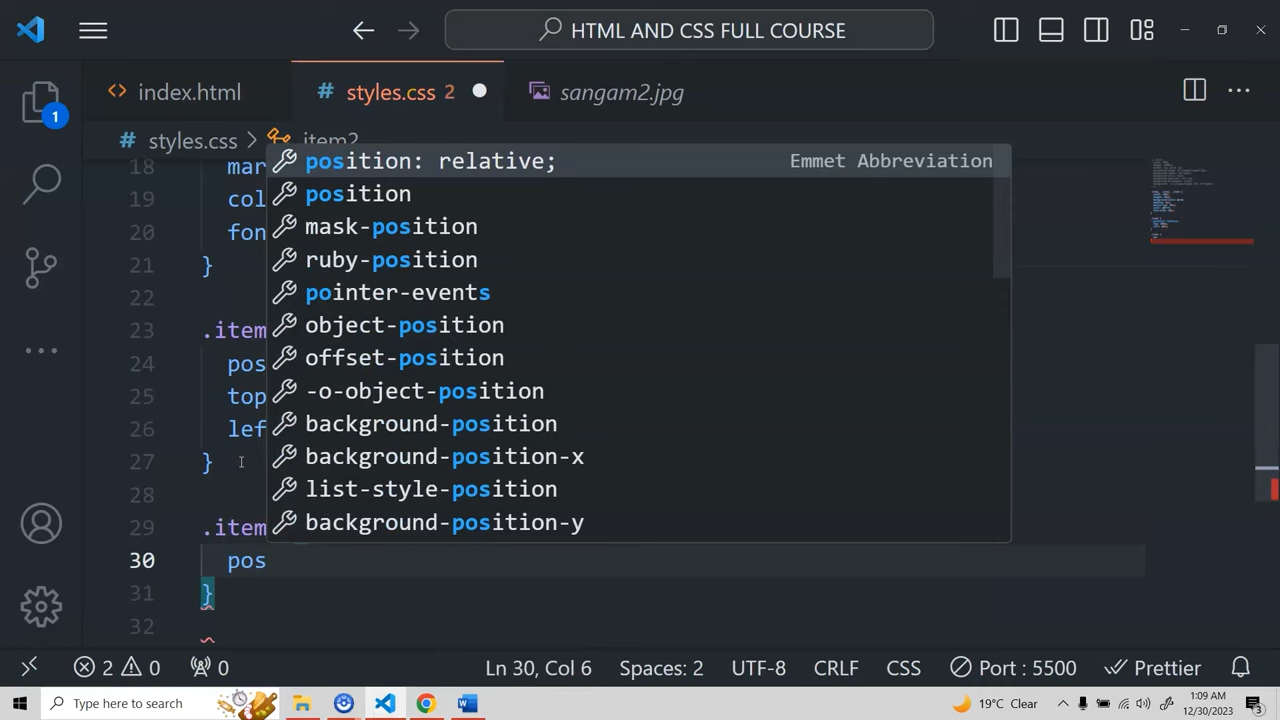 HTML AND CSS FULL COURSE
index.html
styles.css 2
sangam2.jpg
1
styles.css
item2
18 mar
19 col
20 fon
21 }
22
23 .item
24 pos
25 top
26 lef
27 }
28
29 .item
30 pos
31 }
32
position: relative; Emmet Abbreviation
position
mask-position
ruby-position
pointer-events
object-position
offset-position
-o-object-position
background-position
background-position-x
list-style-position
background-position-y
2 0 0 Ln 30, Col 6 Spaces: 2 UTF-8 CRLF CSS Port : 5500 Prettier
Type here to search
19°C Clear
1:09 AM
12/30/2023
3